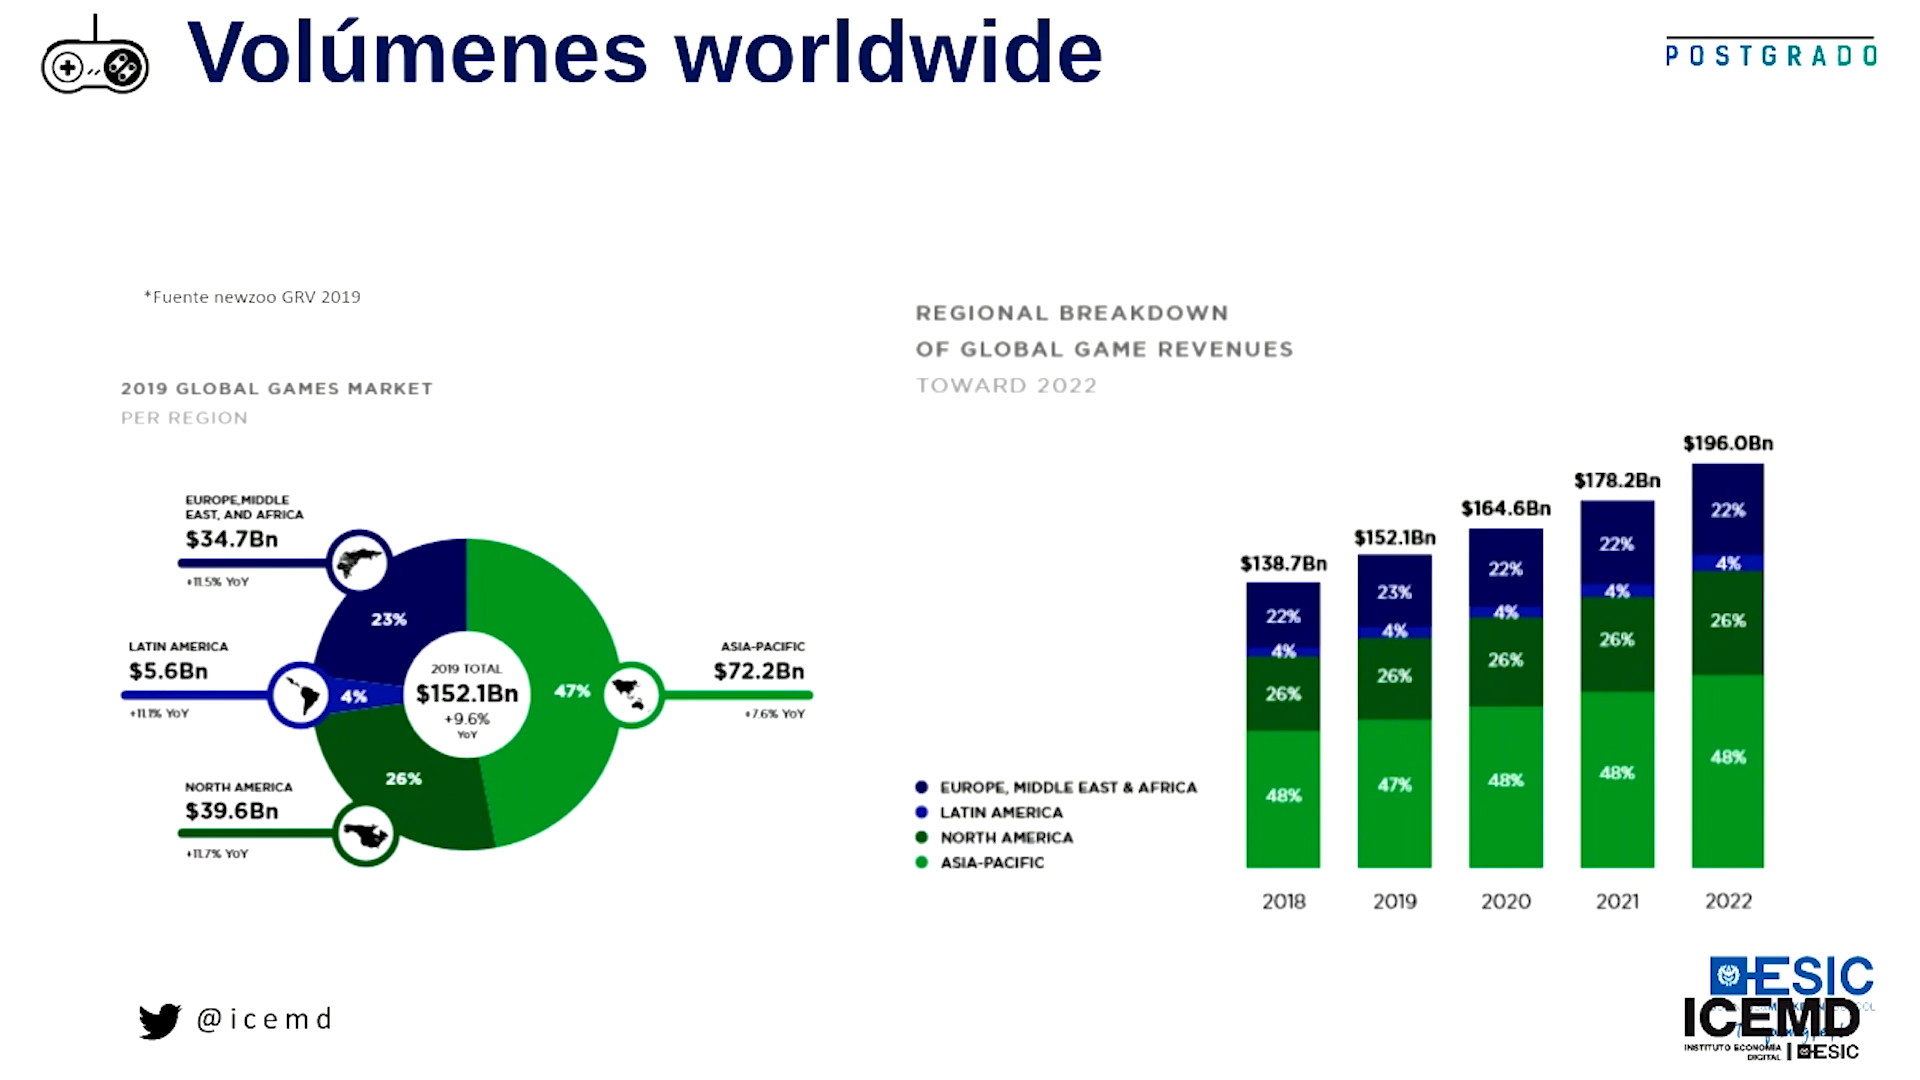 Volúmenes worldwide
POSTGRADO
*Fuente newzoo GRV 2019
2019 GLOBAL GAMES MARKET
PER REGION
EUROPE,MIDDLE
EAST, AND AFRICA
$34.7Bn
+11.5% YoY
23%
LATIN AMERICA
$5.6Bn
+11.1% YoY
4%
2019 TOTAL
$152.1Bn
+9.6%
YoY
47%
ASIA-PACIFIC
$72.2Bn
+7.6% YoY
26%
NORTH AMERICA
$39.6Bn
+11.7% YoY
REGIONAL BREAKDOWN
OF GLOBAL GAME REVENUES
TOWARD 2022
EUROPE, MIDDLE EAST & AFRICA
LATIN AMERICA
NORTH AMERICA
ASIA-PACIFIC
$138.7Bn
22%
4%
26%
48%
2018
$152.1Bn
23%
4%
26%
47%
2019
$164.6Bn
22%
4%
26%
48%
2020
$178.2Bn
22%
4%
26%
48%
2021
$196.0Bn
22%
4%
26%
48%
2022
@icemd
ESIC
ICEMD
INSTITUTO ECONOMÍA
DIGITAL
ESIC